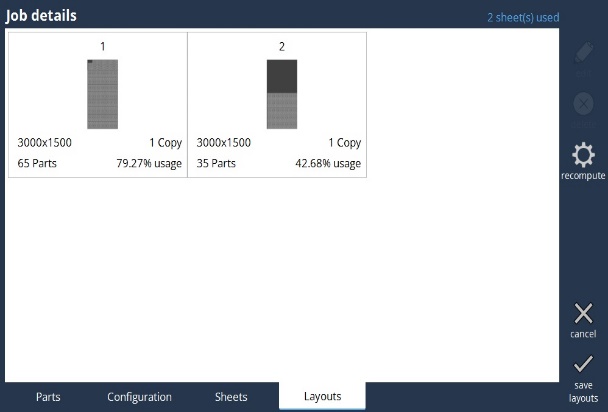 Job details
2 sheet(s) used
1
3000x1500 1 Copy
65 Parts 79.27% usage
2
3000x1500 1 Copy
35 Parts 42.68% usage
recompute
cancel
save
layouts
Parts Configuration Sheets Layouts